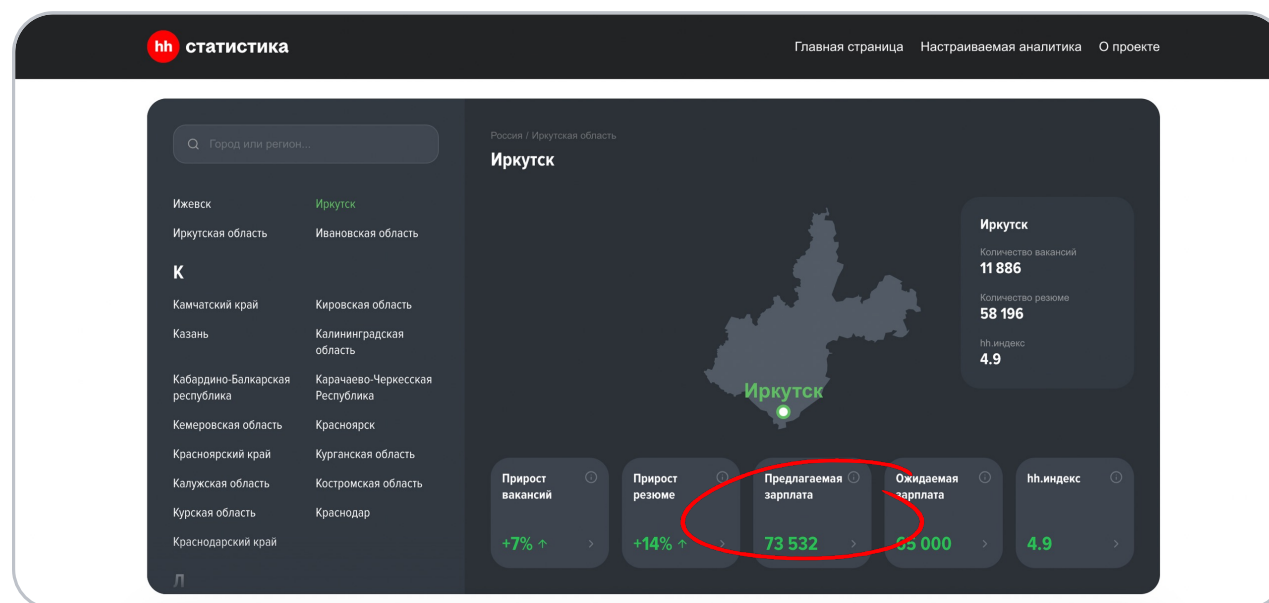 hh статистика
Главная страница Настраиваемая аналитика О проекте
Город или регион...
Ижевск Иркутск
Иркутская область Ивановская область
К
Камчатский край Кировская область
Казань Калининградская
область
Кабардино-Балкарская Карачаево-Черкесская
республика Республика
Кемеровская область Красноярск
Красноярский край Курганская область
Калужская область Костромская область
Курская область Краснодар
Краснодарский край
Л
Россия / Иркутская область
Иркутск
Иркутск
Иркутск
Количество вакансий
11 886
Количество резюме
58 196
hh.индекс
4.9
Прирост
вакансий
+7% ↑
Прирост
резюме
+14% ↑
Предлагаемая
зарплата
73 532
Ожидаемая
зарплата
65 000
hh.индекс
4.9